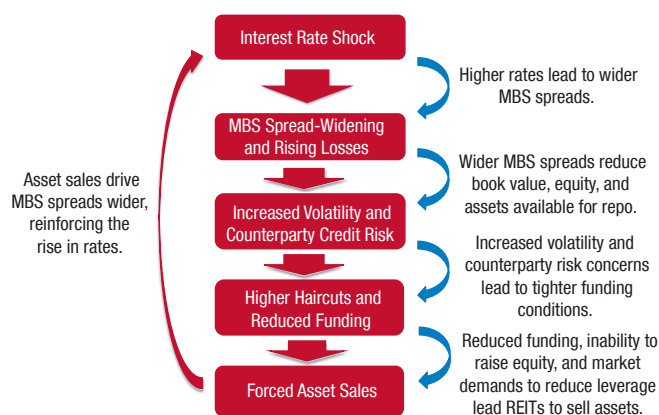 Interest Rate Shock
Higher rates lead to wider
MBS spreads.
MBS Spread-Widening
and Rising Losses
Wider MBS spreads reduce
book value, equity, and
assets available for repo.
Increased Volatility and
Counterparty Credit Risk
Increased volatility and
counterparty risk concerns
lead to tighter funding
conditions.
Higher Haircuts and
Reduced Funding
Reduced funding, inability to
raise equity, and market
demands to reduce leverage
lead REITs to sell assets.
Forced Asset Sales
Asset sales drive
MBS spreads wider,
reinforcing the
rise in rates.